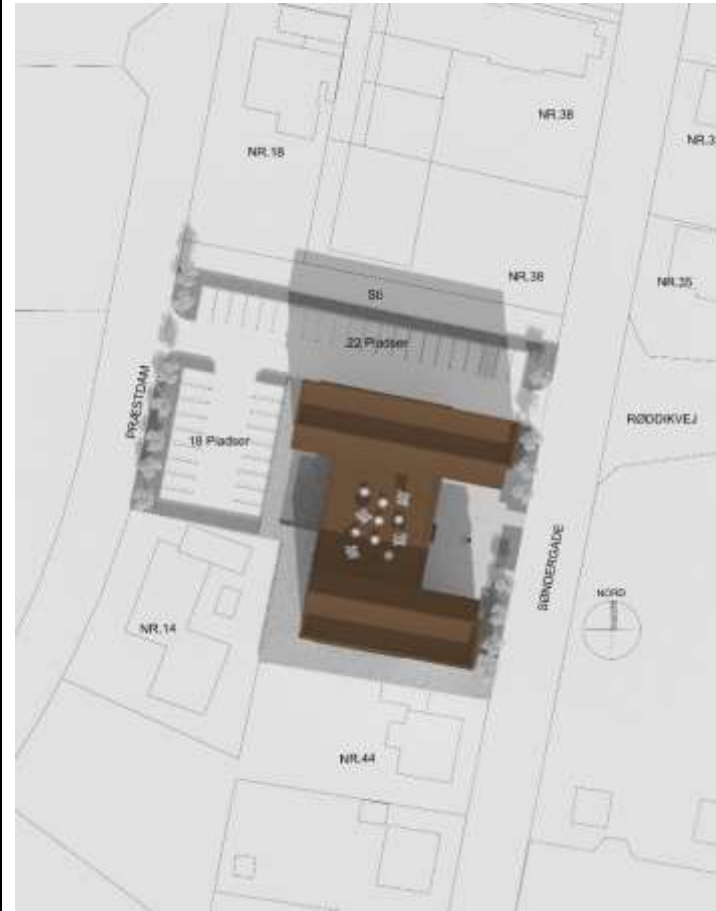 NR.38
NR.3
NR.18
NR.38
NR.35
Sti
22 Pladser
PRÆSTDAM
RØDDIKVEJ
18 Pladser
SØNDERGADE
NORD
NR.14
NR.44